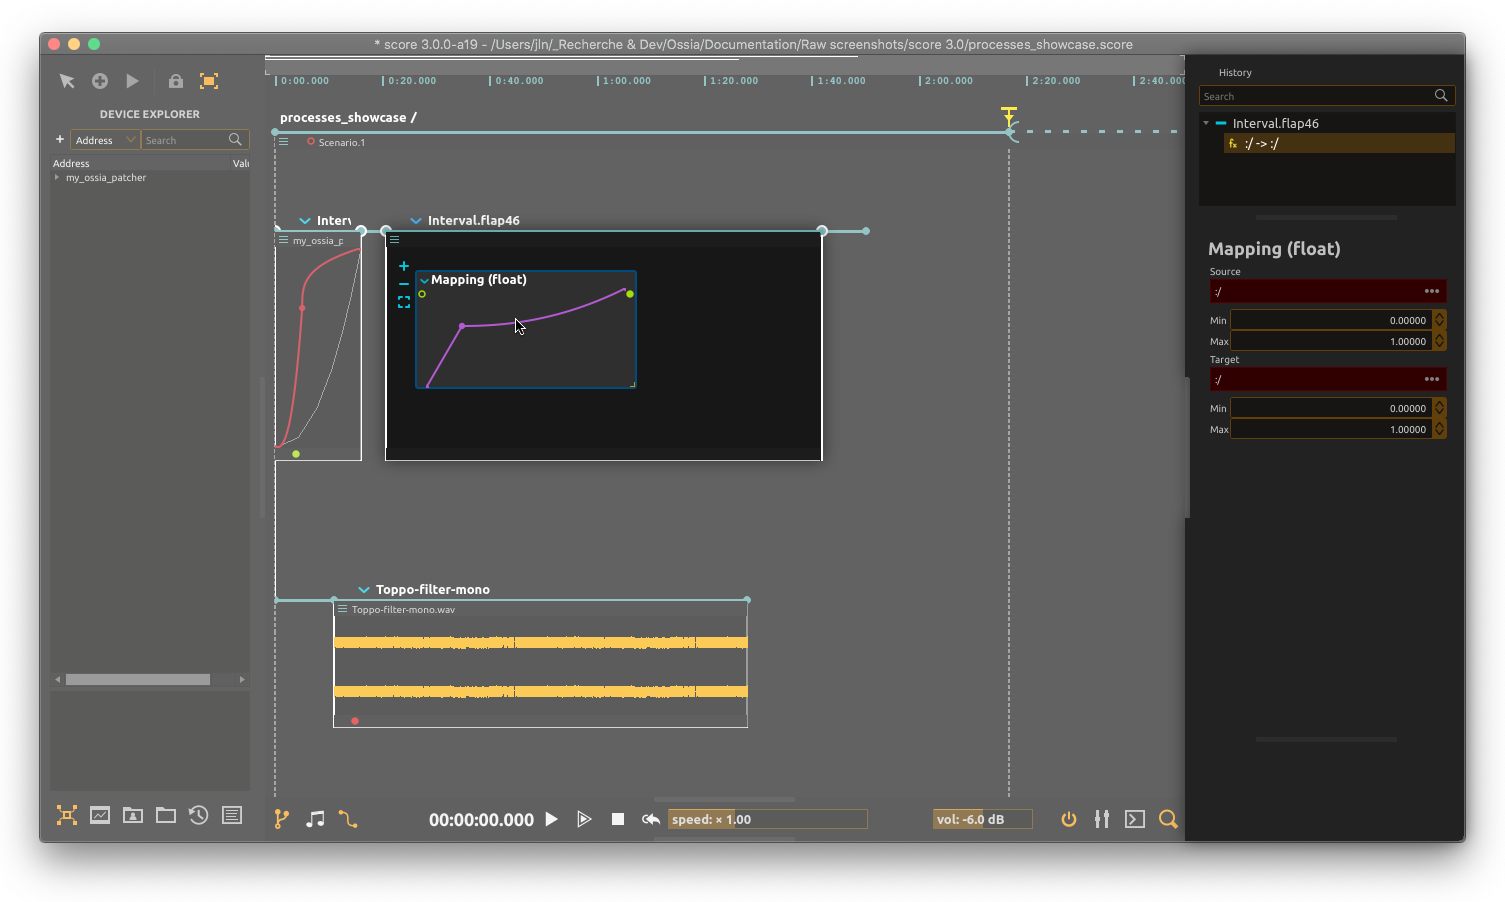 * score 3.0.0-a19 - /Users/jln/_Recherche & Dev/Ossia/Documentation/Raw screenshots/score 3.0/processes_showcase.score
DEVICE EXPLORER
Address
Search
Address Valu
my_ossia_patcher
0:00.000 0:20.000 0:40.000 1:00.000 1:20.000 1:40.000 2:00.000 2:20.000 2:40.000
processes_showcase /
Scenario.1
Interv
my_ossia_p
Interval.flap46
Mapping (float)
Toppo-filter-mono
Toppo-filter-mono.wav
00:00:00.000
speed: × 1.00
vol: -6.0 dB
History
Search
Interval.flap46
fx :/ -> :/
Mapping (float)
Source
:/
Min 0.00000
Max 1.00000
Target
:/
Min 0.00000
Max 1.00000